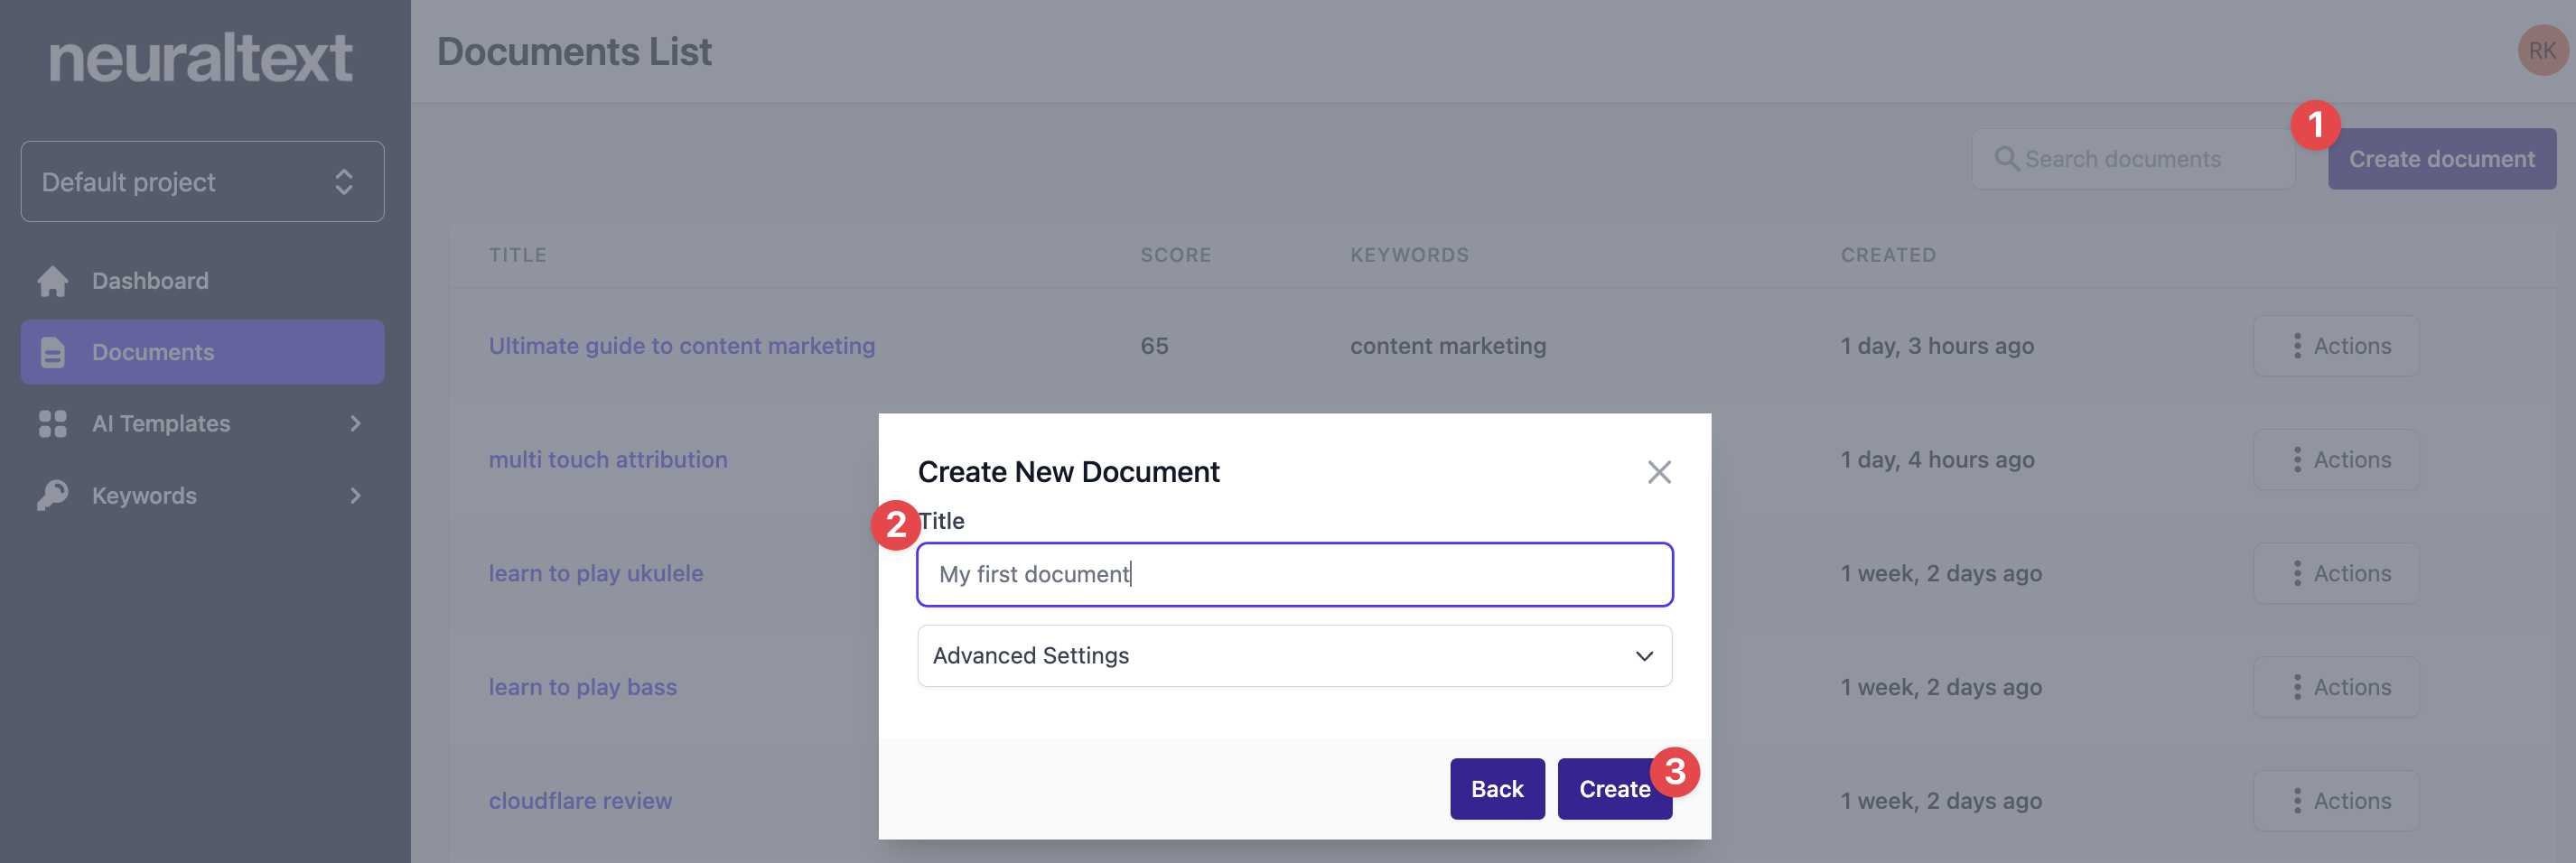 neuraltext
Documents List
RK
Default project
1
Search documents
Create document
Dashboard
Documents
AI Templates
Keywords
TITLE SCORE KEYWORDS CREATED
Ultimate guide to content marketing 65 content marketing 1 day, 3 hours ago Actions
multi touch attribution 1 day, 4 hours ago Actions
learn to play ukulele 1 week, 2 days ago Actions
learn to play bass 1 week, 2 days ago Actions
cloudflare review 1 week, 2 days ago Actions
Create New Document
2 Title
My first document
Advanced Settings
Back Create 3